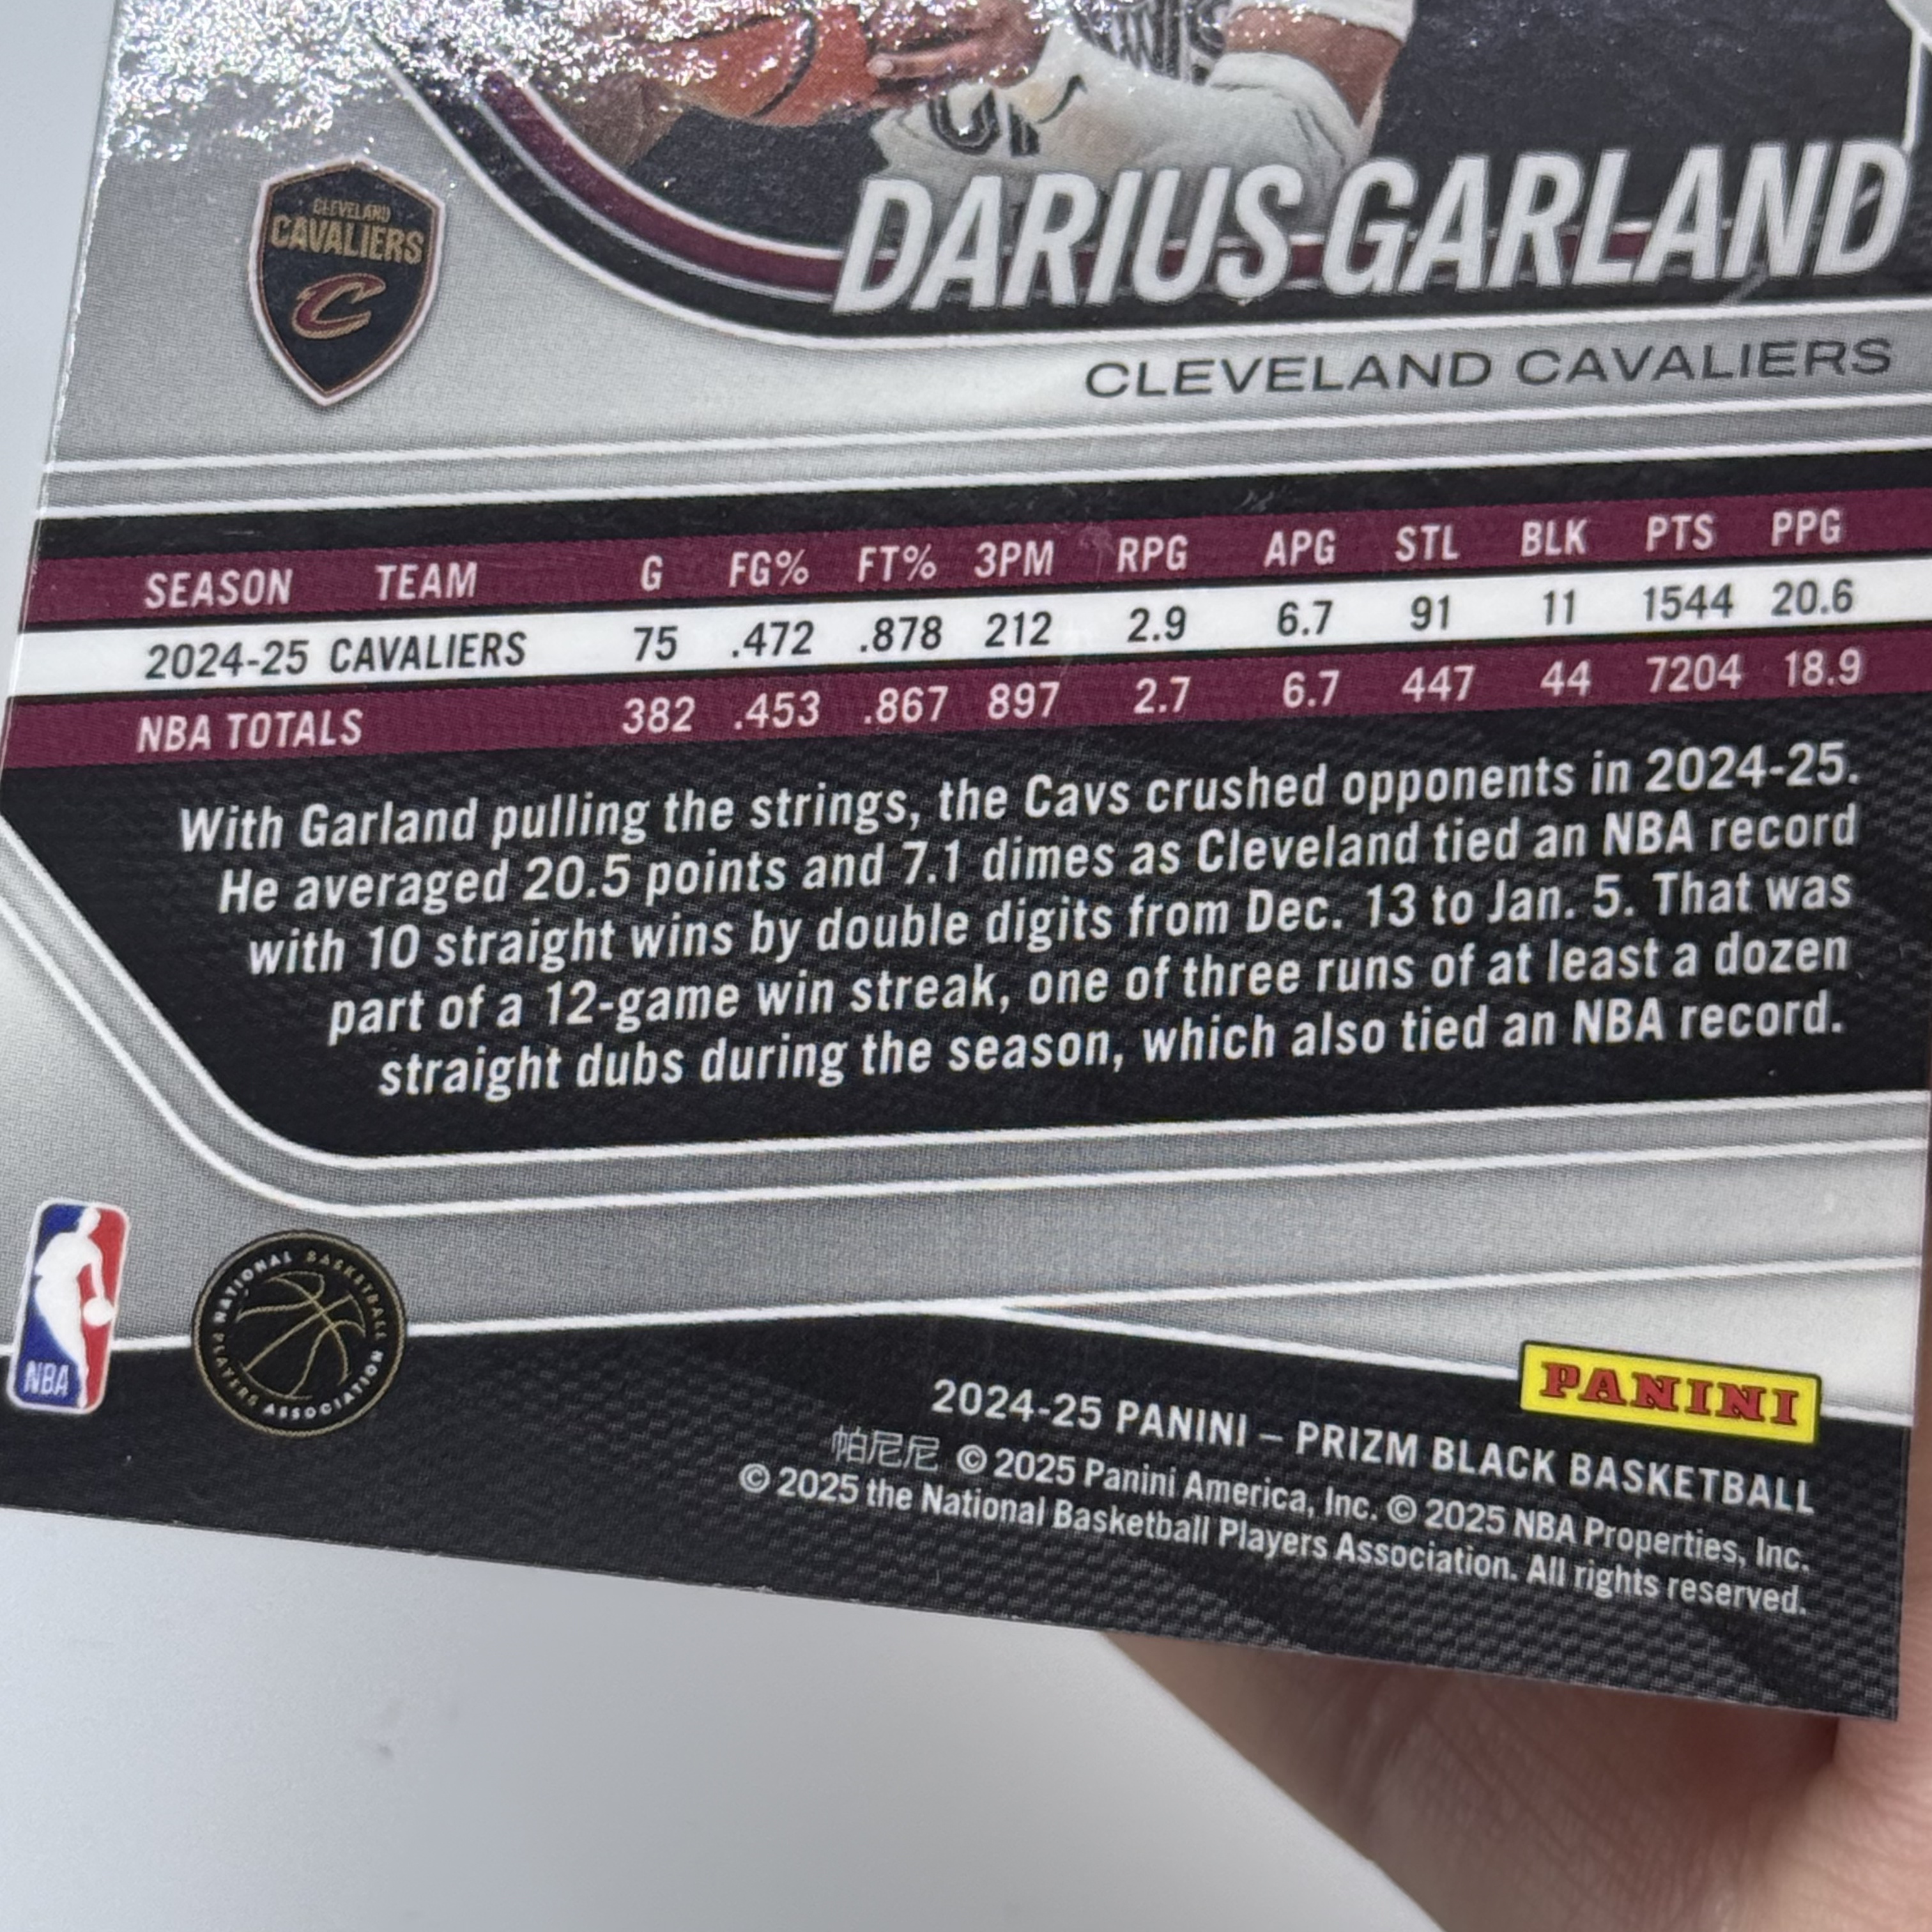 CLEVELAND
CAVALIERS
C
DARIUS GARLAND
CLEVELAND CAVALIERS
SEASON TEAM G FG% FT% 3PM RPG APG STL BLK PTS PPG
2024-25 CAVALIERS 75 .472 .878 212 2.9 6.7 91 11 1544 20.6
NBA TOTALS 382 .453 .867 897 2.7 6.7 447 44 7204 18.9
With Garland pulling the strings, the Cavs crushed opponents in 2024-25.
He averaged 20.5 points and 7.1 dimes as Cleveland tied an NBA record
with 10 straight wins by double digits from Dec. 13 to Jan. 5. That was
part of a 12-game win streak, one of three runs of at least a dozen
straight dubs during the season, which also tied an NBA record.
NBA
NATIONAL BASKETBALL PLAYERS ASSOCIATION
PANINI
2024-25 PANINI – PRIZM BLACK BASKETBALL
帕尼尼 © 2025 Panini America, Inc. © 2025 NBA Properties, Inc.
© 2025 the National Basketball Players Association. All rights reserved.